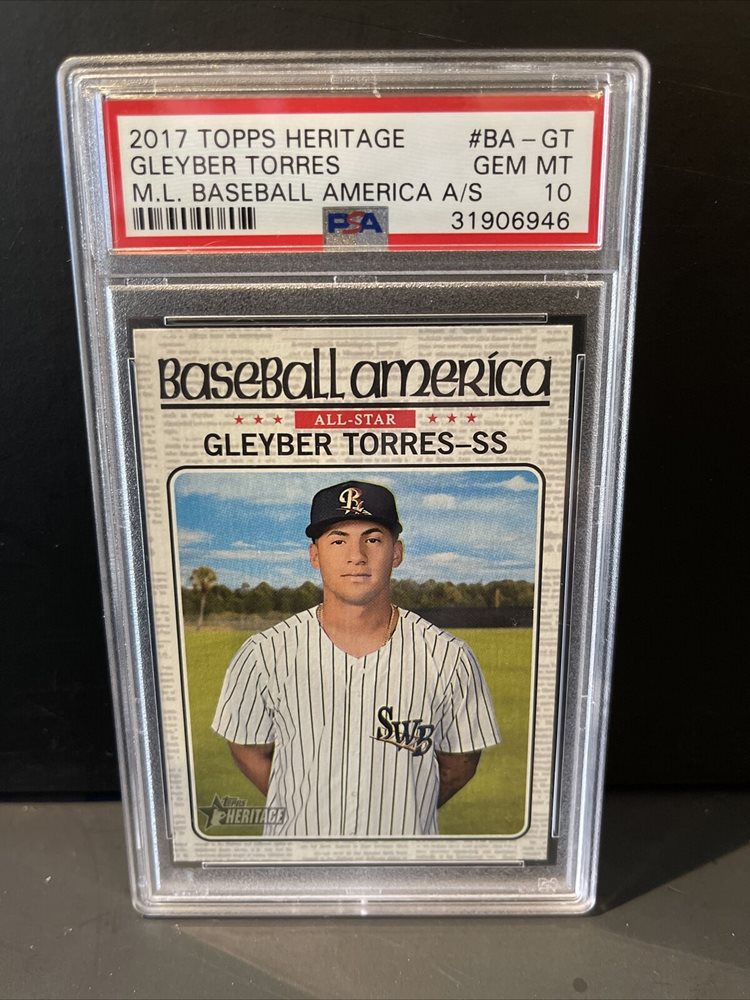 2017 TOPPS HERITAGE #BA-GT
GLEYBER TORRES GEM MT
M.L. BASEBALL AMERICA A/S 10
PSA 31906946
Baseball america
ALL-STAR
GLEYBER TORRES-SS
R
SWB
Topps
HERITAGE